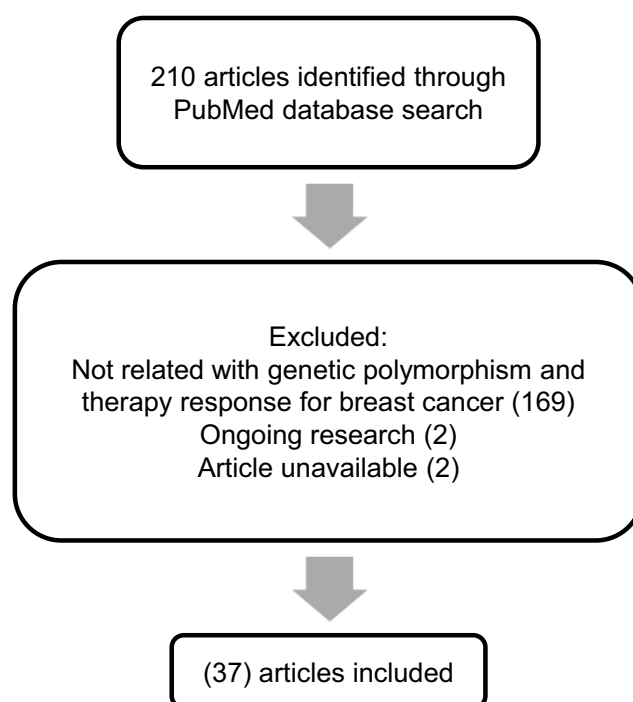 210 articles identified through
PubMed database search
Excluded:
Not related with genetic polymorphism and
therapy response for breast cancer (169)
Ongoing research (2)
Article unavailable (2)
(37) articles included